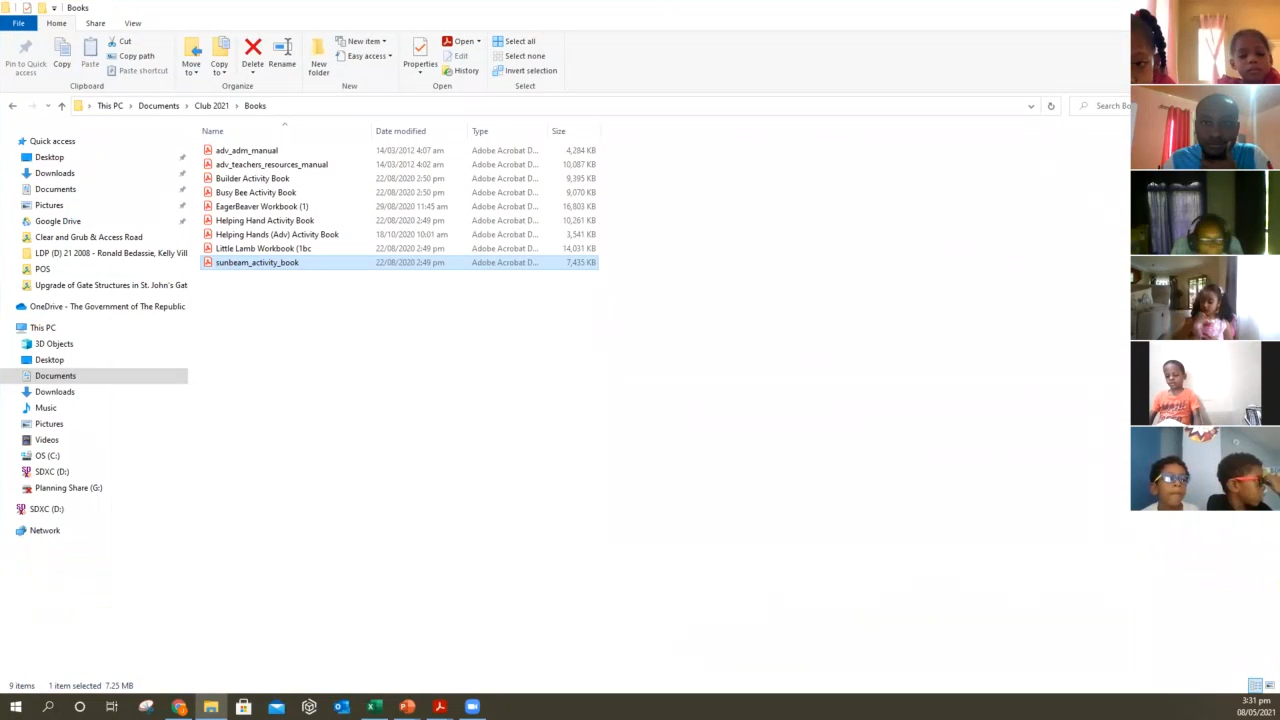 Books
File Home Share View
Pin to Quick access
Copy
Paste
Cut
Copy path
Paste shortcut
Clipboard
Move to
Copy to
Delete
Rename
Organize
New folder
New item
Easy access
New
Properties
Open
Edit
History
Open
Select all
Select none
Invert selection
Select
This PC Documents Club 2021 Books
Search Bo
Name Date modified Type Size
adv_adm_manual 14/03/2012 4:07 am Adobe Acrobat D... 4,284 KB
adv_teachers_resources_manual 14/03/2012 4:02 am Adobe Acrobat D... 10,087 KB
Builder Activity Book 22/08/2020 2:50 pm Adobe Acrobat D... 9,395 KB
Busy Bee Activity Book 22/08/2020 2:50 pm Adobe Acrobat D... 9,070 KB
EagerBeaver Workbook (1) 29/08/2020 11:45 am Adobe Acrobat D... 16,803 KB
Helping Hand Activity Book 22/08/2020 2:49 pm Adobe Acrobat D... 10,261 KB
Helping Hands (Adv) Activity Book 18/10/2020 10:01 am Adobe Acrobat D... 3,541 KB
Little Lamb Workbook (1bc 22/08/2020 2:49 pm Adobe Acrobat D... 14,031 KB
sunbeam_activity_book 22/08/2020 2:49 pm Adobe Acrobat D... 7,435 KB
Quick access
Desktop
Downloads
Documents
Pictures
Google Drive
Clear and Grub & Access Road
LDP (D) 21 2008 - Ronald Bedassie, Kelly Vill
POS
Upgrade of Gate Structures in St. John's Gat
OneDrive - The Government of The Republic
This PC
3D Objects
Desktop
Documents
Downloads
Music
Pictures
Videos
OS (C:)
SDXC (D:)
Planning Share (G:)
SDXC (D:)
Network
9 items 1 item selected 7.25 MB
3:31 pm
08/05/2021